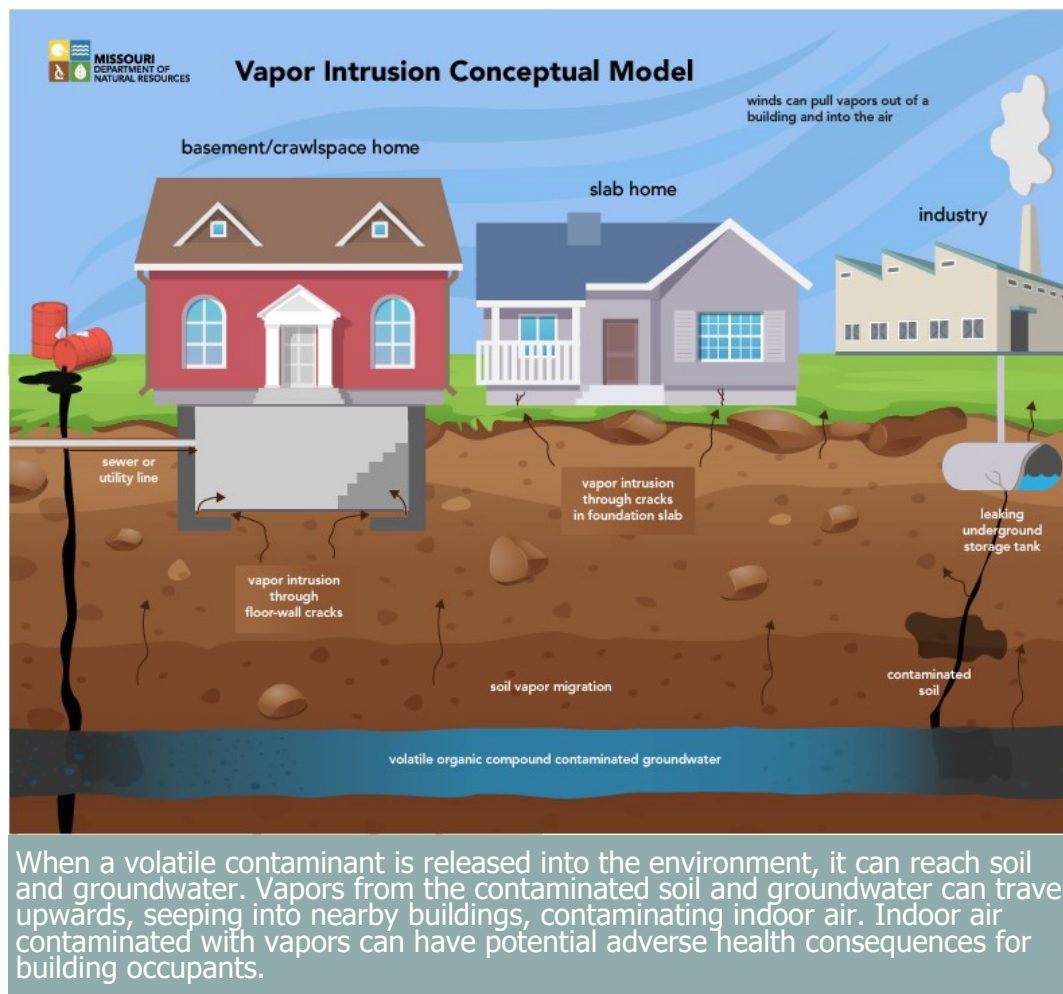 MISSOURI
DEPARTMENT OF
NATURAL RESOURCES
Vapor Intrusion Conceptual Model
winds can pull vapors out of a
building and into the air
basement/crawlspace home
slab home
industry
sewer or
utility line
vapor intrusion
through cracks
in foundation slab
leaking
underground
storage tank
vapor intrusion
through
floor-wall cracks
contaminated
soil
soil vapor migration
volatile organic compound contaminated groundwater
When a volatile contaminant is released into the environment, it can reach soil
and groundwater. Vapors from the contaminated soil and groundwater can trave
upwards, seeping into nearby buildings, contaminating indoor air. Indoor air
contaminated with vapors can have potential adverse health consequences for
building occupants.